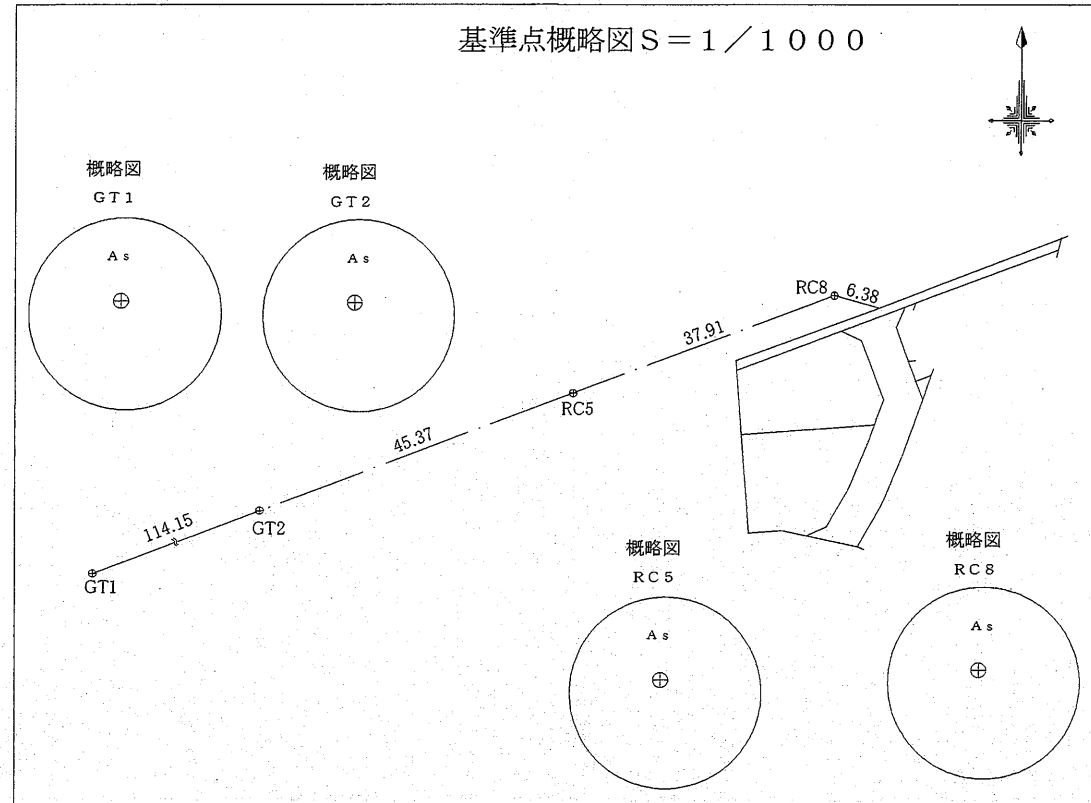 基準点概略図S=1/1000
概略図
GT1
As
概略図
GT2
As
RC8
6.38
37.91
RC5
45.37
GT2
114.15
GT1
概略図
RC5
As
概略図
RC8
As